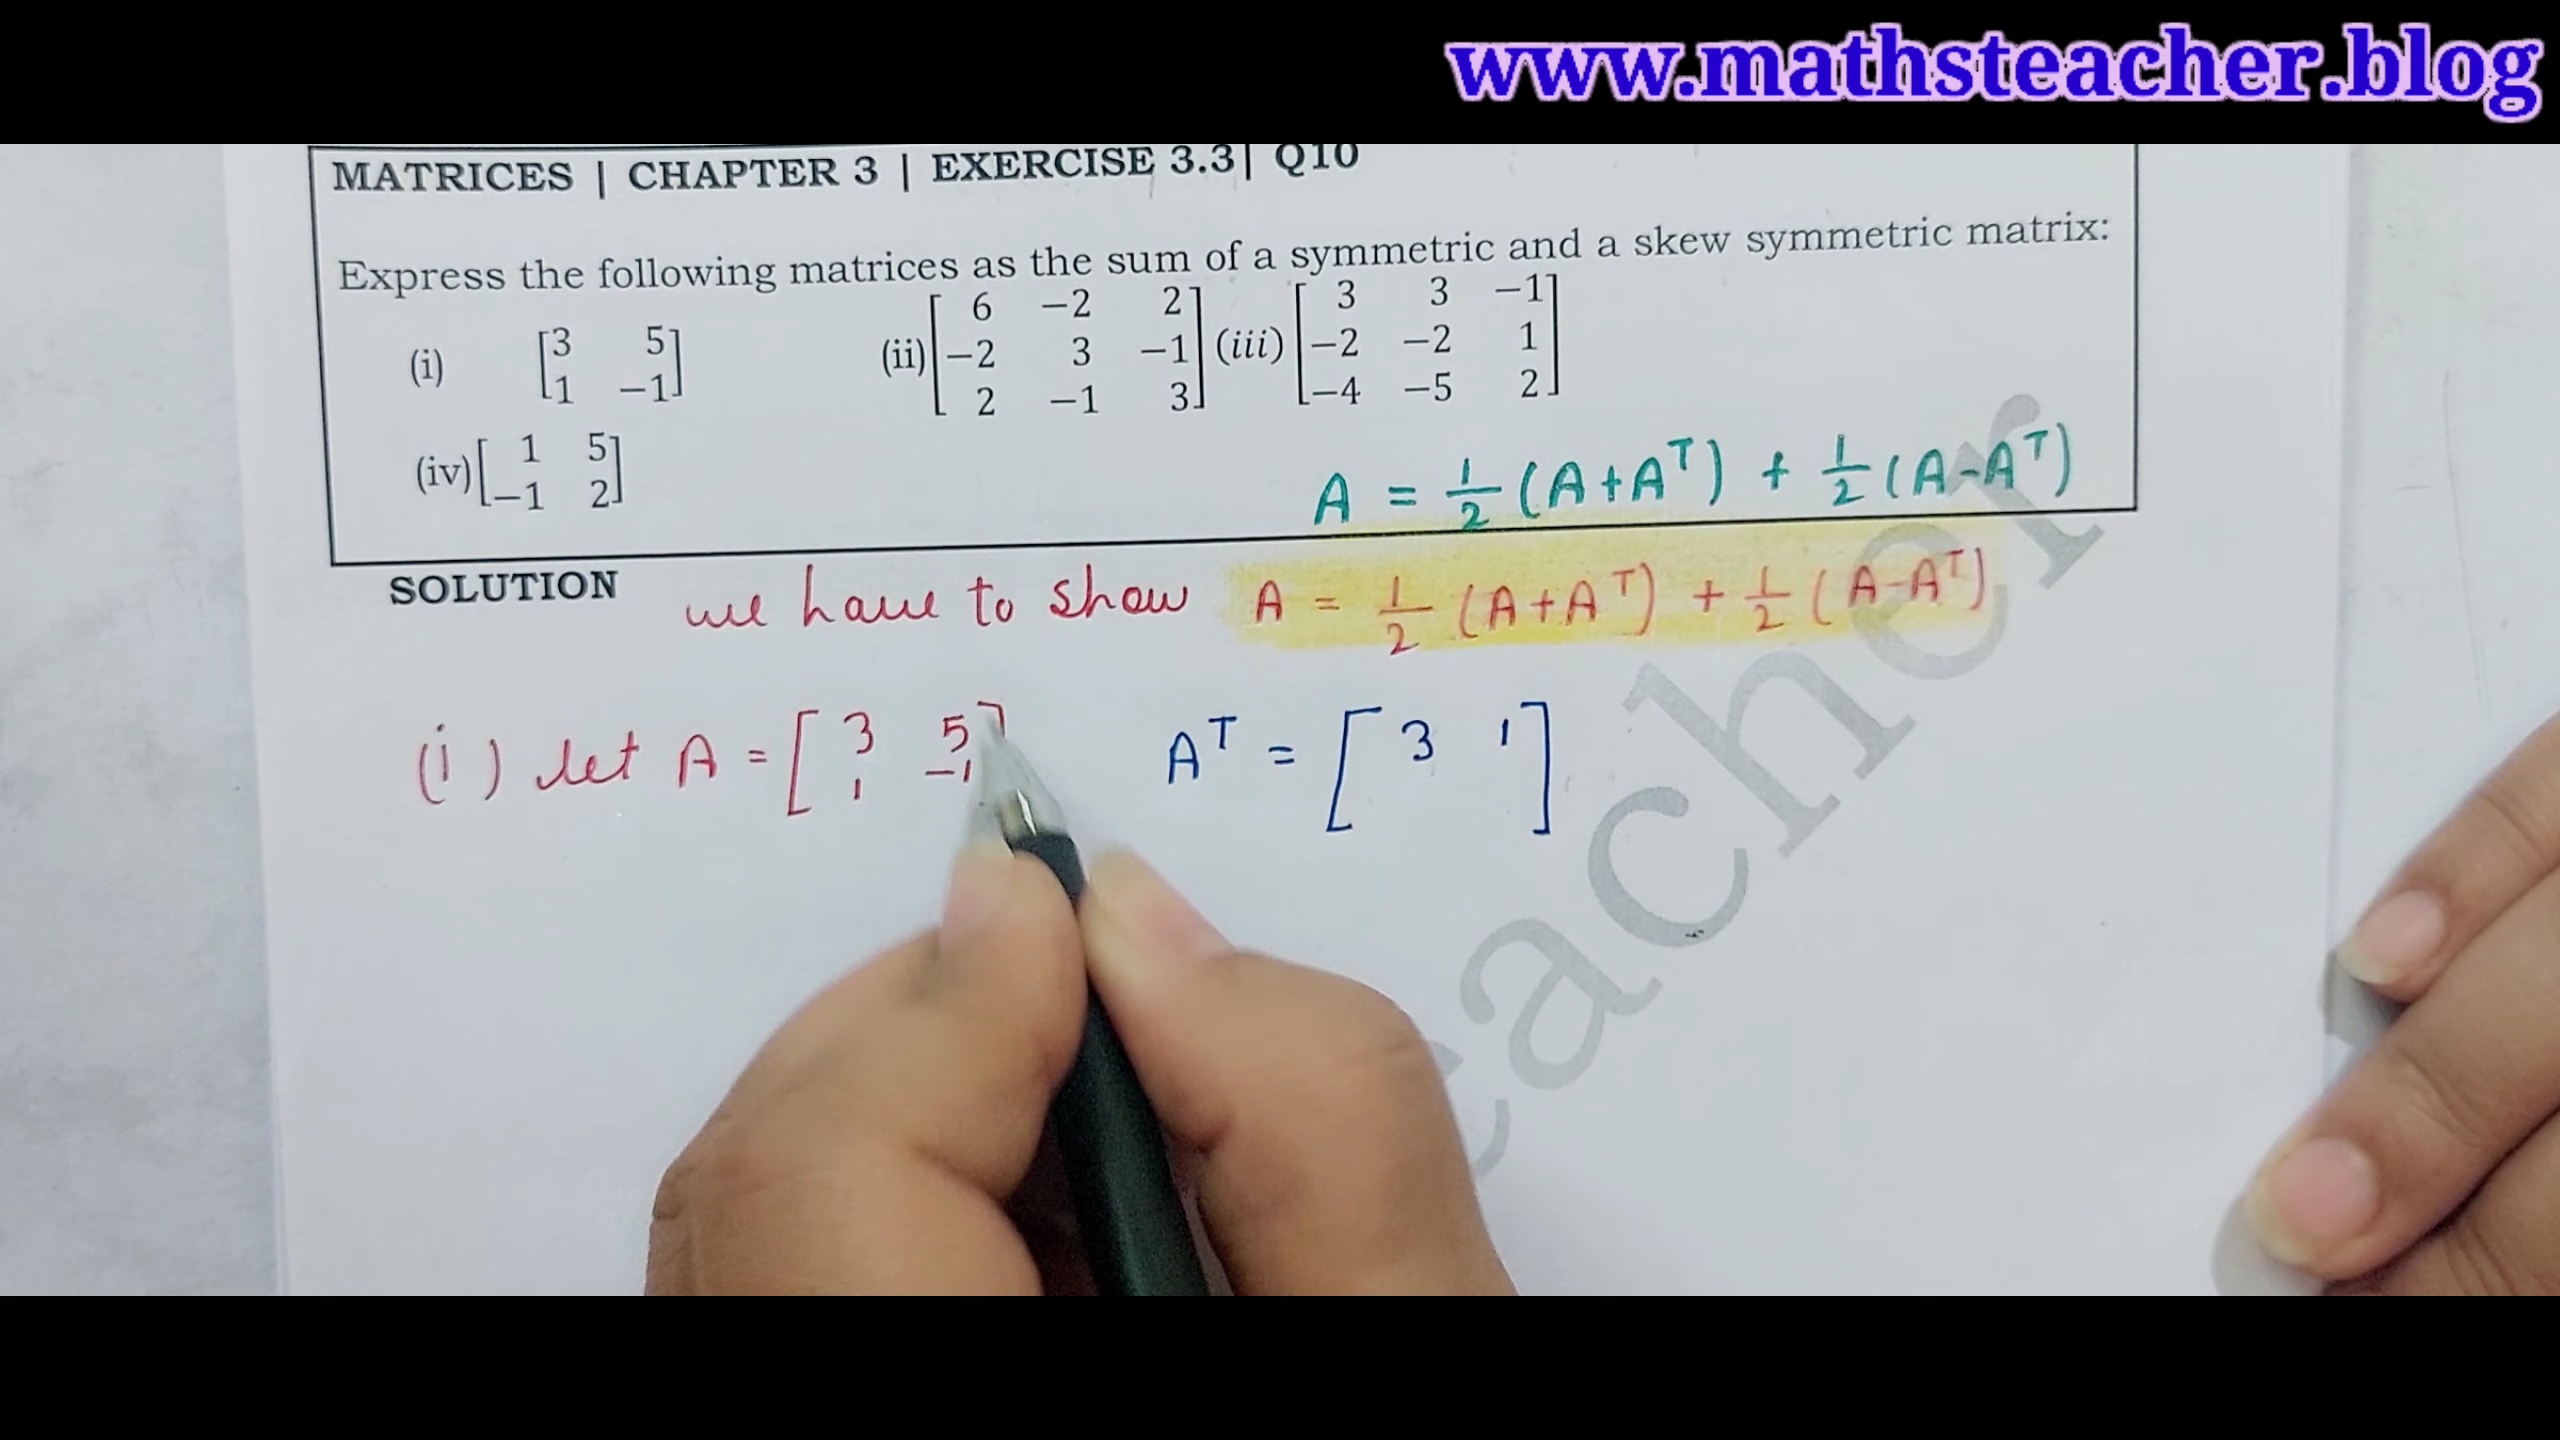 www.mathsteacher.blog
MATRICES | CHAPTER 3 | EXERCISE 3.3| Q10
Express the following matrices as the sum of a symmetric and a skew symmetric matrix:
(i) [3 5
1 −1] (ii) [6 −2 2
−2 3 −1
2 −1 3] (iii) [3 3 −1
−2 −2 1
−4 −5 2]
(iv) [1 5
−1 2]
A = 1/2 (A+A^T) + 1/2 (A-A^T)
SOLUTION we have to show A = 1/2 (A+A^T) + 1/2 (A-A^T)
(i) let A = [3 5
1 -1] A^T = [3 1]
eacher